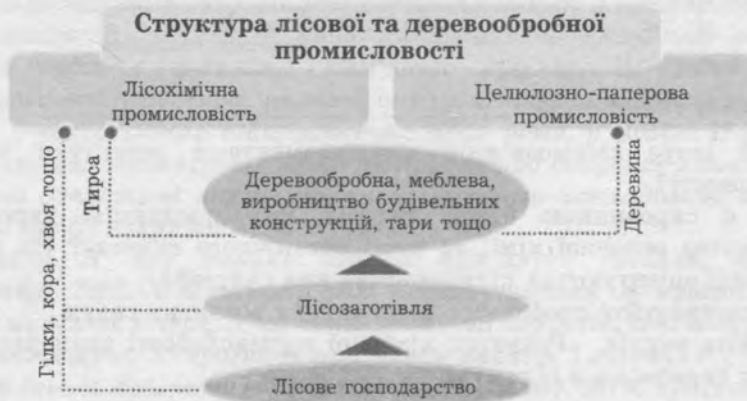 Структура лісової та деревообробної
промисловості
Лісохімічна
промисловість
Целюлозно-паперова
промисловість
Гілки, кора, хвоя тощо
Тирса
Деревообробна, меблева,
виробництво будівельних
конструкцій, тари тощо
Деревина
Лісозаготівля
Лісове господарство